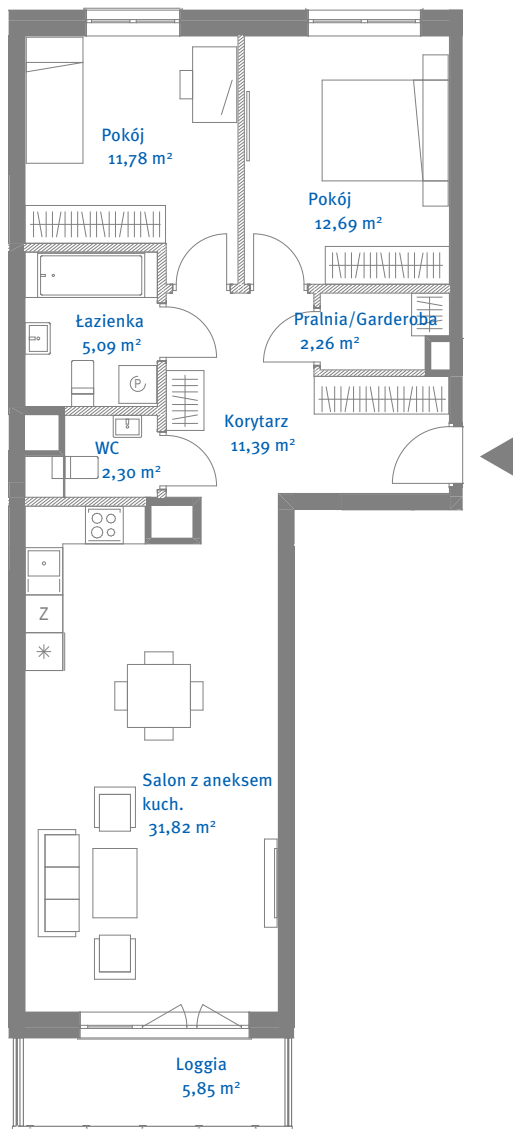 Pokój
11,78 m²
Pokój
12,69 m²
Łazienka
5,09 m²
Pralnia/Garderoba
2,26 m²
P
WC
2,30 m²
Korytarz
11,39 m²
Z
Salon z aneksem
kuch.
31,82 m²
Loggia
5,85 m²